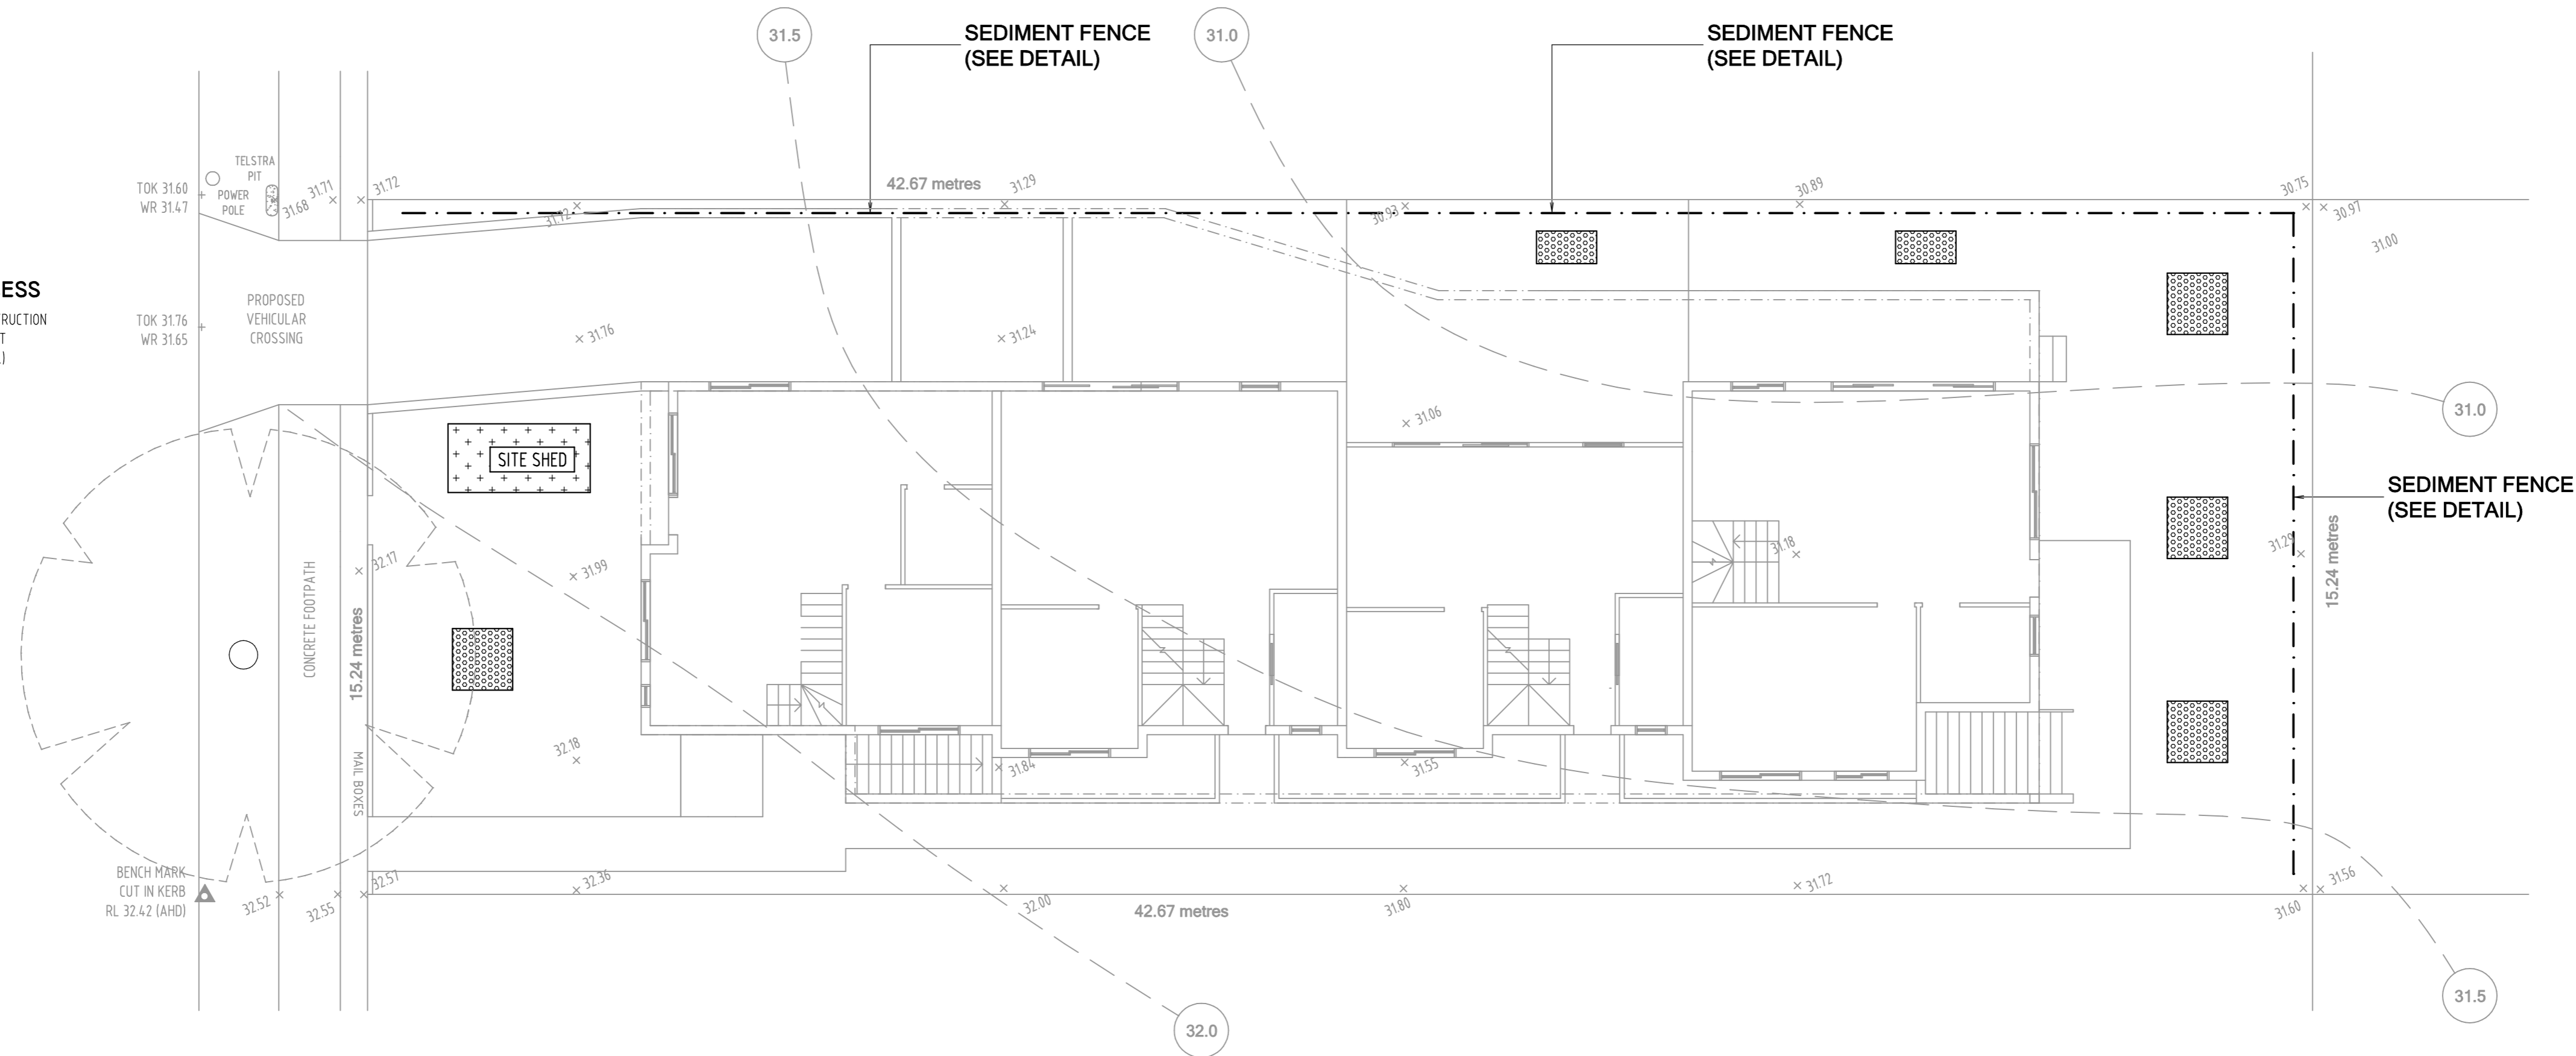 31.5
SEDIMENT FENCE
(SEE DETAIL)
31.0
SEDIMENT FENCE
(SEE DETAIL)
TELSTRA
PIT
TOK 31.60
WR 31.47
POWER
POLE
31.68
31.71
31.72
42.67 metres
31.29
30.89
30.75
31.72
30.93
30.97
31.00
ESS
RUCTION
T
.)
PROPOSED
VEHICULAR
CROSSING
TOK 31.76
WR 31.65
31.76
31.24
31.06
31.0
SITE SHED
SEDIMENT FENCE
(SEE DETAIL)
31.18
31.29
15.24 metres
32.17
31.99
CONCRETE FOOTPATH
15.24 metres
32.18
MAIL BOXES
31.84
31.55
BENCH MARK
CUT IN KERB
RL 32.42 (AHD)
32.52
32.55
32.57
32.36
32.00
42.67 metres
31.80
31.72
31.60
31.56
31.5
32.0